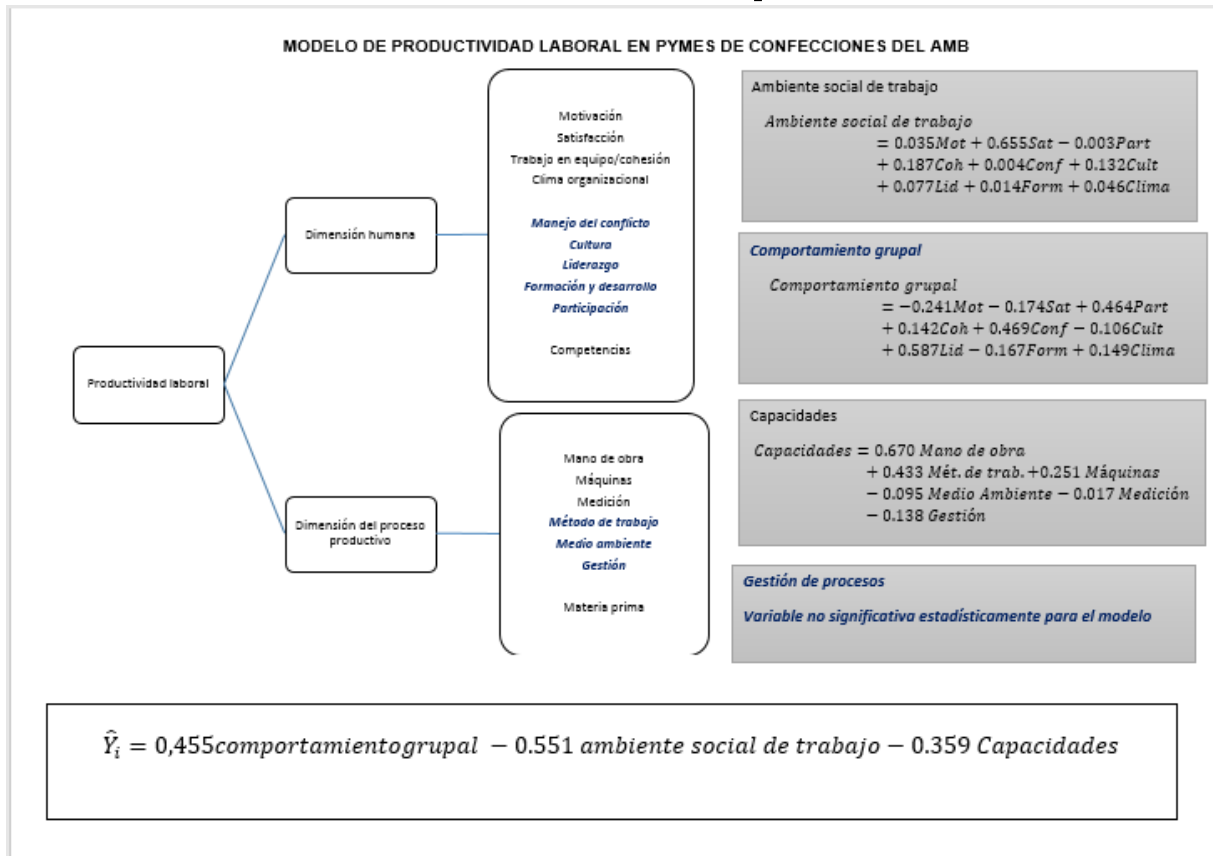 MODELO DE PRODUCTIVIDAD LABORAL EN PYMES DE CONFECCIONES DEL AMB
Productividad laboral
Dimensión humana
Motivación
Satisfacción
Trabajo en equipo/cohesión
Clima organizacional
Manejo del conflicto
Cultura
Liderazgo
Formación y desarrollo
Participación
Competencias
Dimensión del proceso
productivo
Mano de obra
Máquinas
Medición
Método de trabajo
Medio ambiente
Gestión
Materia prima
Ambiente social de trabajo
Ambiente social de trabajo
= 0.035Mot + 0.655Sat − 0.003Part
+ 0.187Coh + 0.004Conf + 0.132Cult
+ 0.077Lid + 0.014Form + 0.046Clima
Comportamiento grupal
Comportamiento grupal
= −0.241Mot − 0.174Sat + 0.464Part
+ 0.142Coh + 0.469Conf − 0.106Cult
+ 0.587Lid − 0.167Form + 0.149Clima
Capacidades
Capacidades = 0.670 Mano de obra
+ 0.433 Mét. de trab. +0.251 Máquinas
− 0.095 Medio Ambiente − 0.017 Medición
− 0.138 Gestión
Gestión de procesos
Variable no significativa estadísticamente para el modelo
Ŷᵢ = 0,455comportamientogrupal − 0.551 ambiente social de trabajo − 0.359 Capacidades